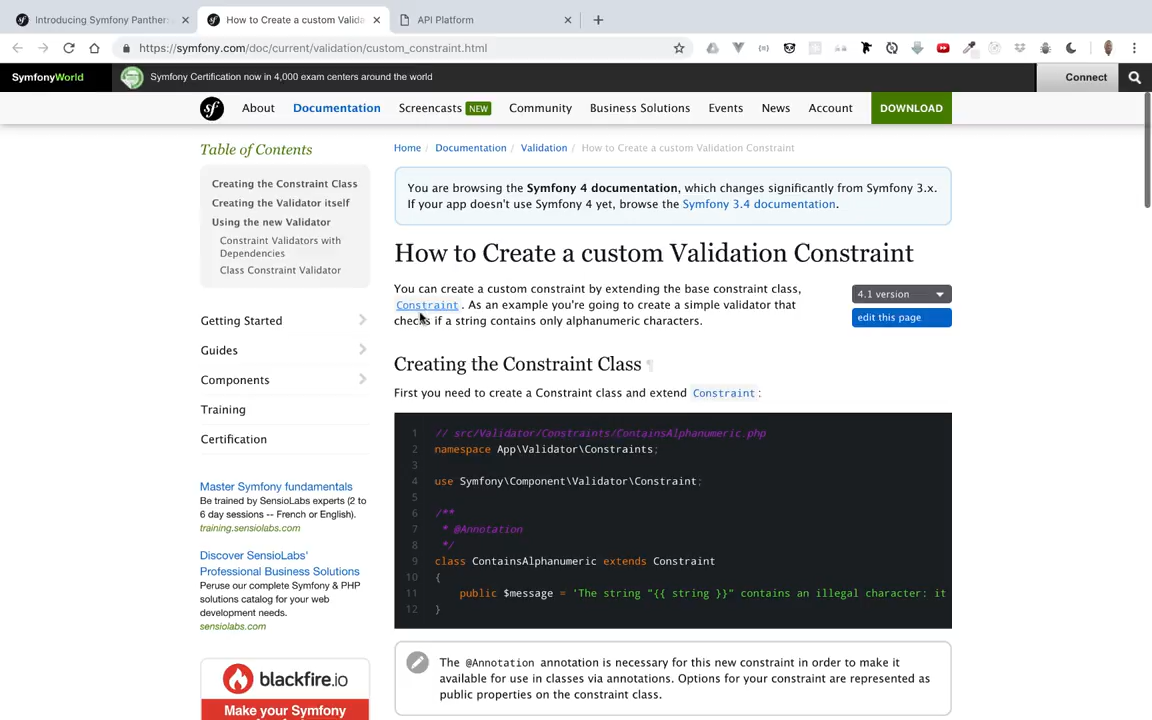 Introducing Symfony Panther:
How to Create a custom Valida
API Platform
https://symfony.com/doc/current/validation/custom_constraint.html
SymfonyWorld
Symfony Certification now in 4,000 exam centers around the world
Connect
About
Documentation
Screencasts NEW
Community
Business Solutions
Events
News
Account
DOWNLOAD
Table of Contents
Creating the Constraint Class
Creating the Validator itself
Using the new Validator
Constraint Validators with
Dependencies
Class Constraint Validator
Getting Started
Guides
Components
Training
Certification
Master Symfony fundamentals
Be trained by SensioLabs experts (2 to
6 day sessions -- French or English).
training.sensiolabs.com
Discover SensioLabs'
Professional Business Solutions
Peruse our complete Symfony & PHP
solutions catalog for your web
development needs.
sensiolabs.com
blackfire.io
Make your Symfony
Home / Documentation / Validation / How to Create a custom Validation Constraint
You are browsing the Symfony 4 documentation, which changes significantly from Symfony 3.x.
If your app doesn't use Symfony 4 yet, browse the Symfony 3.4 documentation.
How to Create a custom Validation Constraint
You can create a custom constraint by extending the base constraint class,
Constraint . As an example you're going to create a simple validator that
checks if a string contains only alphanumeric characters.
4.1 version
edit this page
Creating the Constraint Class ¶
First you need to create a Constraint class and extend Constraint :
1 // src/Validator/Constraints/ContainsAlphanumeric.php
2 namespace App\Validator\Constraints;
3
4 use Symfony\Component\Validator\Constraint;
5
6 /**
7 * @Annotation
8 */
9 class ContainsAlphanumeric extends Constraint
10 {
11 public $message = 'The string "{{ string }}" contains an illegal character: it
12 }
The @Annotation annotation is necessary for this new constraint in order to make it
available for use in classes via annotations. Options for your constraint are represented as
public properties on the constraint class.